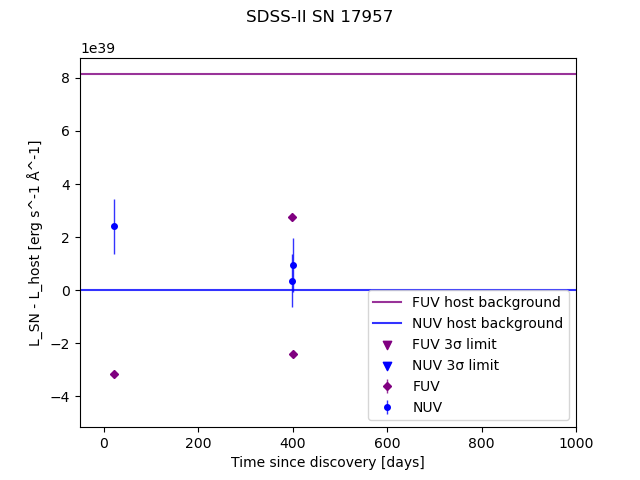 SDSS-II SN 17957
1e39
L_SN - L_host [erg s^-1 Å^-1]
8
6
4
2
0
−2
−4
0 200 400 600 800 1000
Time since discovery [days]
FUV host background
NUV host background
FUV 3σ limit
NUV 3σ limit
FUV
NUV